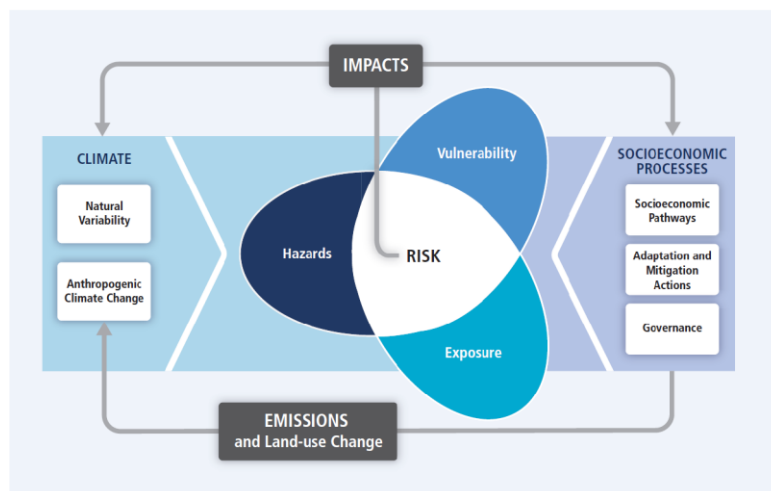 IMPACTS
CLIMATE
Natural
Variability
Anthropogenic
Climate Change
Vulnerability
Hazards
RISK
Exposure
SOCIOECONOMIC
PROCESSES
Socioeconomic
Pathways
Adaptation and
Mitigation
Actions
Governance
EMISSIONS
and Land-use Change